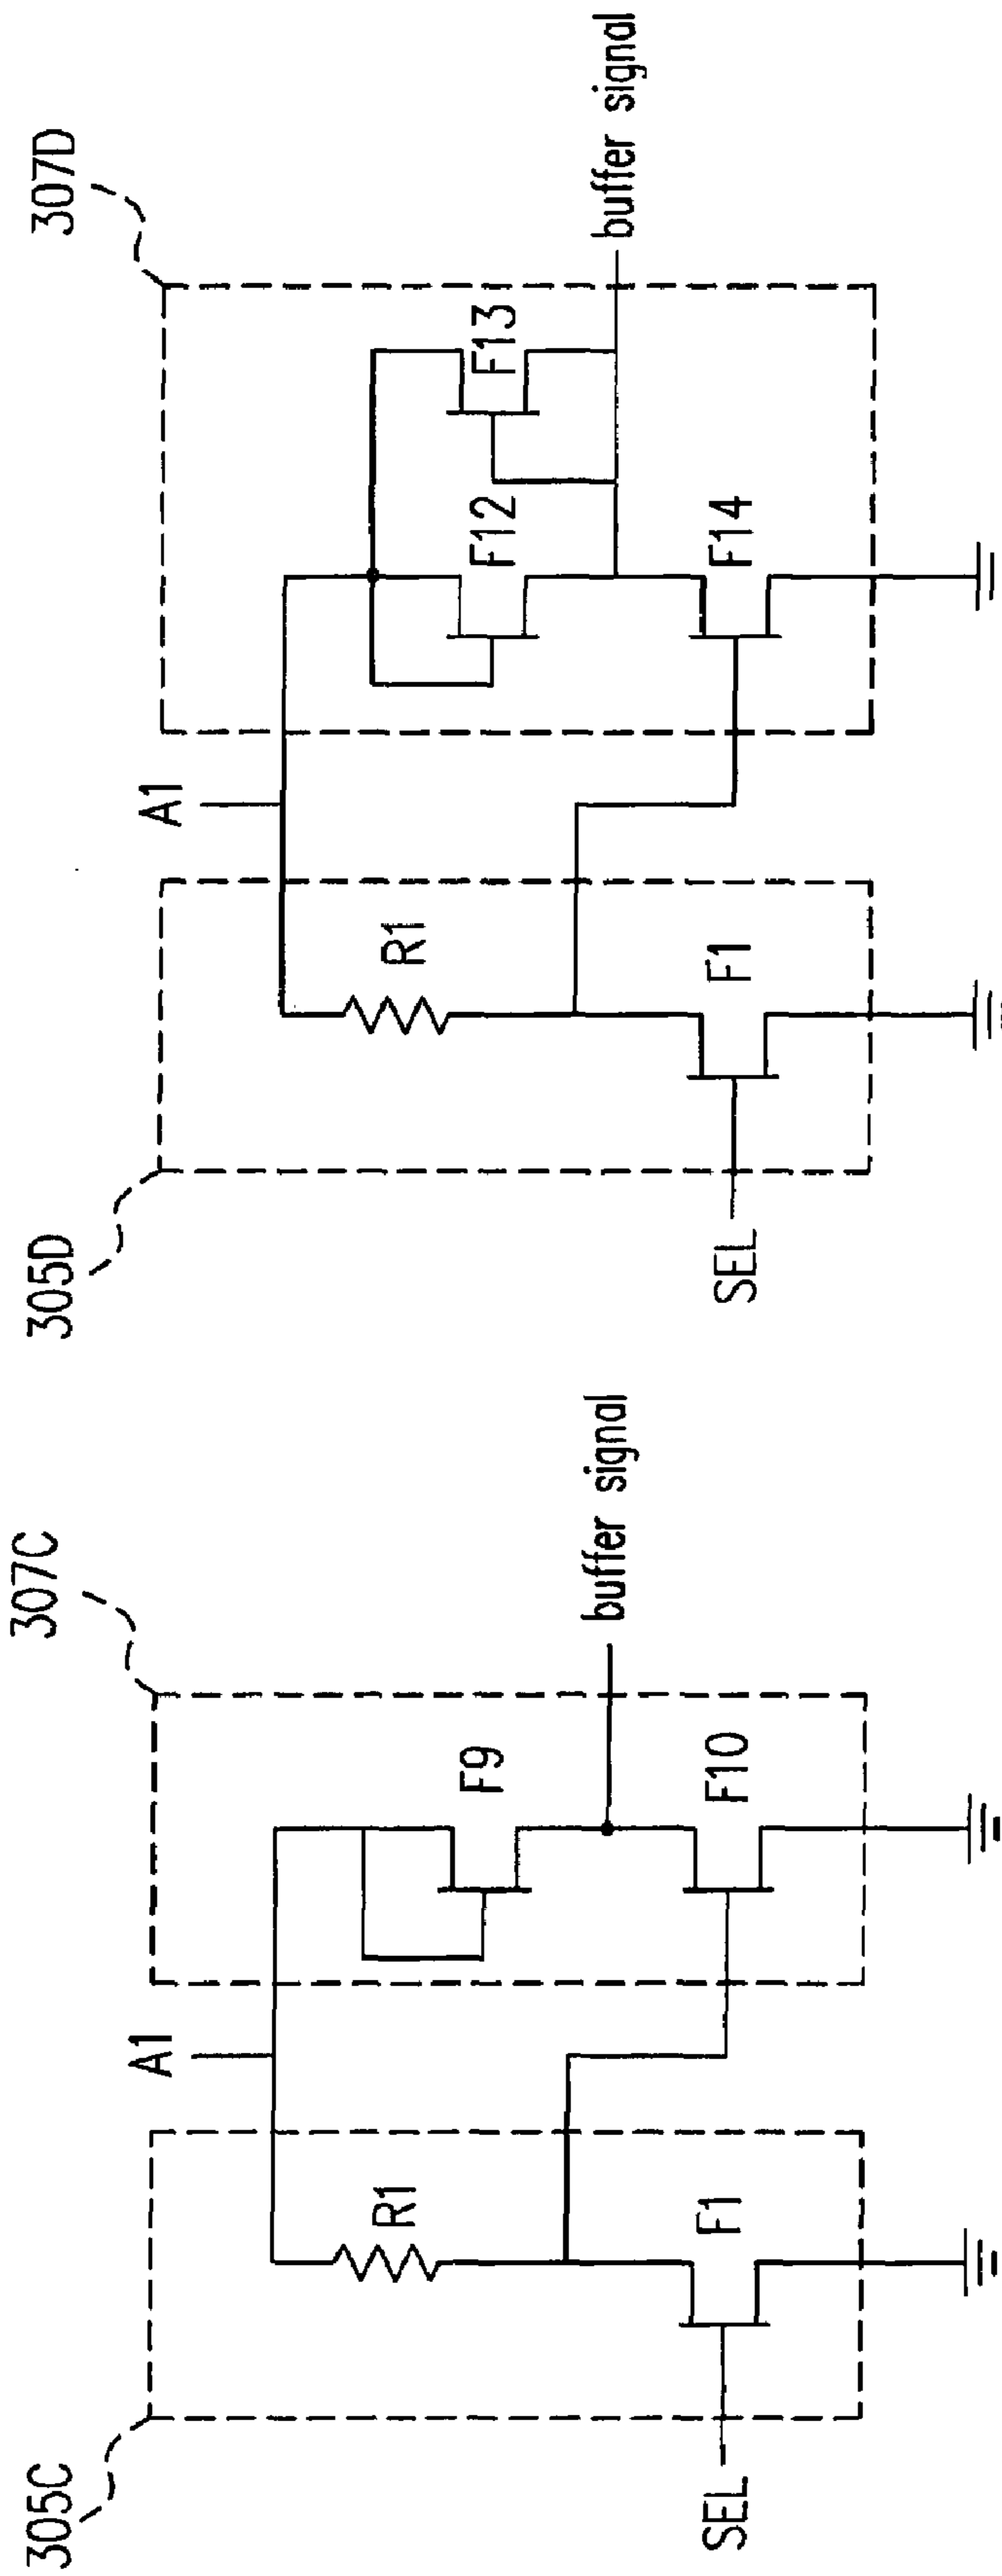 305C
307C
A1
R1
F9
buffer signal
F1
F10
SEL
305D
307D
A1
R1
F12
F13
buffer signal
F1
F14
SEL